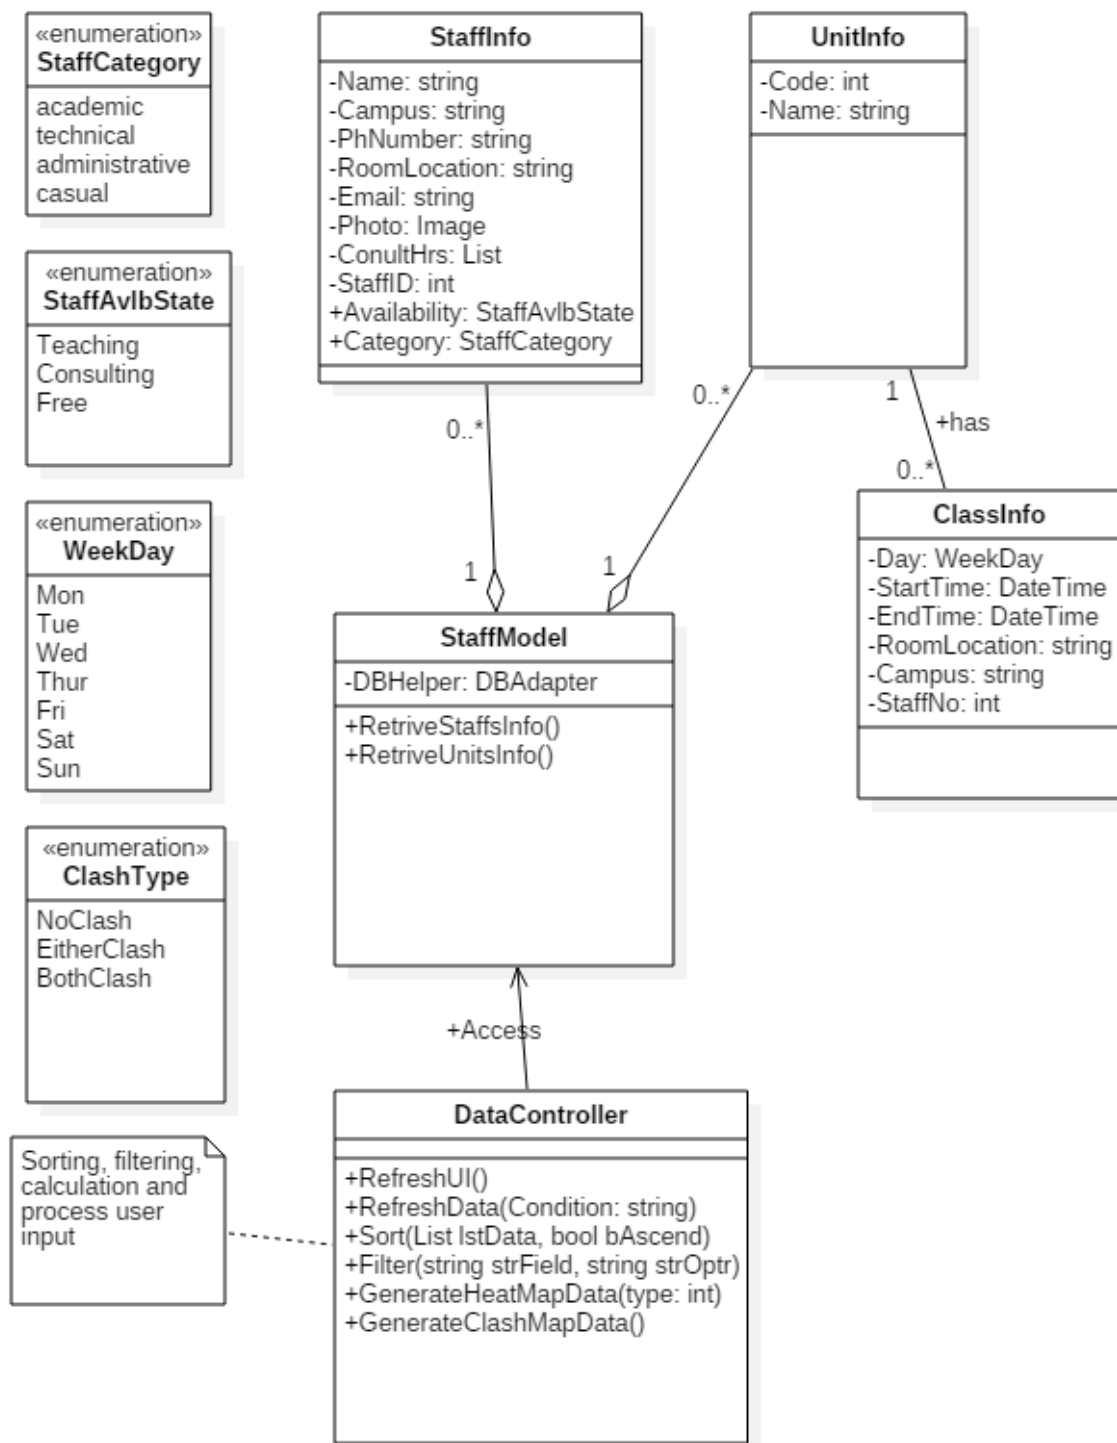 «enumeration»
StaffCategory
academic
technical
administrative
casual
StaffInfo
-Name: string
-Campus: string
-PhNumber: string
-RoomLocation: string
-Email: string
-Photo: Image
-ConultHrs: List
-StaffID: int
+Availability: StaffAvlbState
+Category: StaffCategory
UnitInfo
-Code: int
-Name: string
«enumeration»
StaffAvlbState
Teaching
Consulting
Free
0..*
0..*
1
+has
0..*
«enumeration»
WeekDay
Mon
Tue
Wed
Thur
Fri
Sat
Sun
1
1
ClassInfo
-Day: WeekDay
-StartTime: DateTime
-EndTime: DateTime
-RoomLocation: string
-Campus: string
-StaffNo: int
StaffModel
-DBHelper: DBAdapter
+RetriveStaffsInfo()
+RetriveUnitsInfo()
«enumeration»
ClashType
NoClash
EitherClash
BothClash
+Access
Sorting, filtering,
calculation and
process user
input
DataController
+RefreshUI()
+RefreshData(Condition: string)
+Sort(List lstData, bool bAscend)
+Filter(string strField, string strOptr)
+GenerateHeatMapData(type: int)
+GenerateClashMapData()